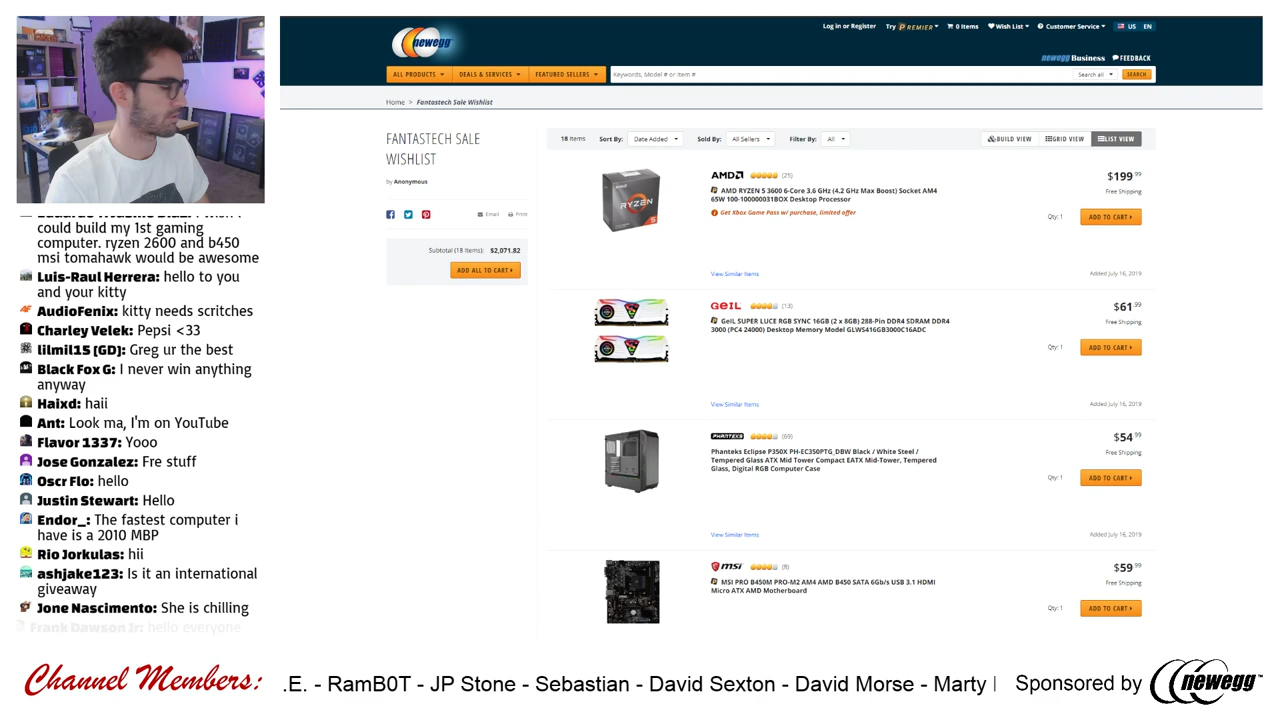 could build my 1st gaming
computer. ryzen 2600 and b450
msi tomahawk would be awesome
Luis-Raul Herrera: hello to you
and your kitty
AudioFenix: kitty needs scritches
Charley Velek: Pepsi <33
lilmil15 [GD]: Greg ur the best
Black Fox G: I never win anything
anyway
Haixd: haii
Ant: Look ma, I'm on YouTube
Flavor 1337: Yooo
Jose Gonzalez: Fre stuff
Oscr Flo: hello
Justin Stewart: Hello
Endor_: The fastest computer i
have is a 2010 MBP
Rio Jorkulas: hii
ashjake123: Is it an international
giveaway
Jone Nascimento: She is chilling
Frank Dawson Jr: hello everyone
newegg
Log in or Register Try PREMIER 0 Items Wish List Customer Service US EN
newegg Business FEEDBACK
ALL PRODUCTS DEALS & SERVICES FEATURED SELLERS Keywords, Model # or Item # Search all SEARCH
Home > Fantastech Sale Wishlist
FANTASTECH SALE
WISHLIST
by Anonymous
Email Print
Subtotal (18 Items): $2,071.82
ADD ALL TO CART
18 Items Sort By: Date Added Sold By: All Sellers Filter By: All BUILD VIEW GRID VIEW LIST VIEW
RYZEN
5
AMD (25)
AMD RYZEN 5 3600 6-Core 3.6 GHz (4.2 GHz Max Boost) Socket AM4
65W 100-100000031BOX Desktop Processor
Get Xbox Game Pass w/ purchase, limited offer
$199.99
Free Shipping
Qty: 1 ADD TO CART
View Similar Items Added July 16, 2019
GEIL (13)
GeIL SUPER LUCE RGB SYNC 16GB (2 x 8GB) 288-Pin DDR4 SDRAM DDR4
3000 (PC4 24000) Desktop Memory Model GLWS416GB3000C16ADC
$61.99
Free Shipping
Qty: 1 ADD TO CART
View Similar Items Added July 16, 2019
PHANTEKS (69)
Phanteks Eclipse P350X PH-EC350PTG_DBW Black / White Steel /
Tempered Glass ATX Mid Tower Compact EATX Mid-Tower, Tempered
Glass, Digital RGB Computer Case
$54.99
Free Shipping
Qty: 1 ADD TO CART
View Similar Items Added July 16, 2019
msi (8)
MSI PRO B450M PRO-M2 AM4 AMD B450 SATA 6Gb/s USB 3.1 HDMI
Micro ATX AMD Motherboard
$59.99
Free Shipping
Qty: 1 ADD TO CART
Channel Members: .E. - RamB0T - JP Stone - Sebastian - David Sexton - David Morse - Marty
Sponsored by newegg